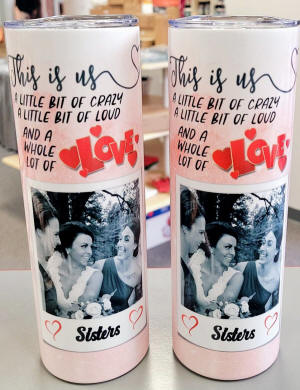 This is us
A LITTLE BIT OF CRAZY
A LITTLE BIT OF LOUD
AND A
WHOLE
LOT OF
LOVE
Sisters
This is us
A LITTLE BIT OF CRAZY
A LITTLE BIT OF LOUD
AND A
WHOLE
LOT OF
LOVE
Sisters